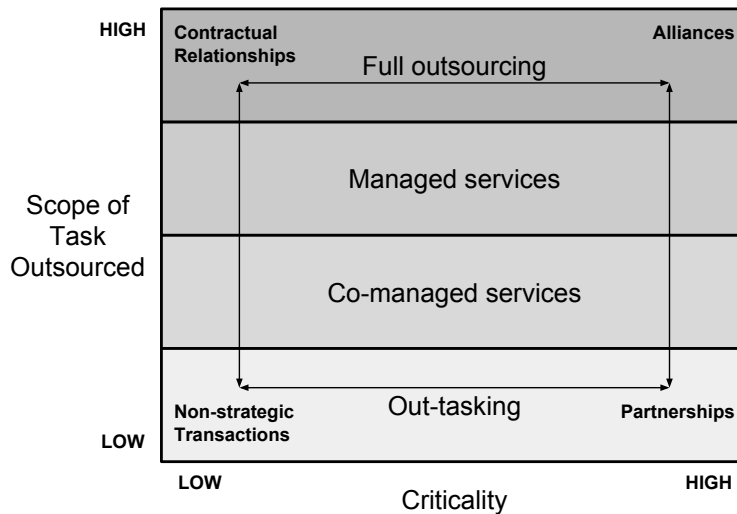 HIGH
Contractual
Relationships
Alliances
Full outsourcing
Managed services
Scope of
Task
Outsourced
Co-managed services
Non-strategic
Transactions
Out-tasking
Partnerships
LOW
LOW
HIGH
Criticality